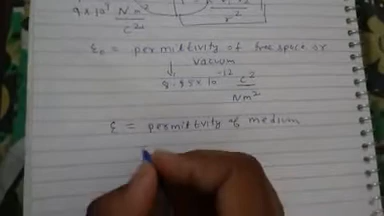 9 × 10⁹ N m² / C²
r²
ε₀ = permittivity of free space or
vacuum
↓
8.85 × 10⁻¹² C² / Nm²
ε = permittivity of medium